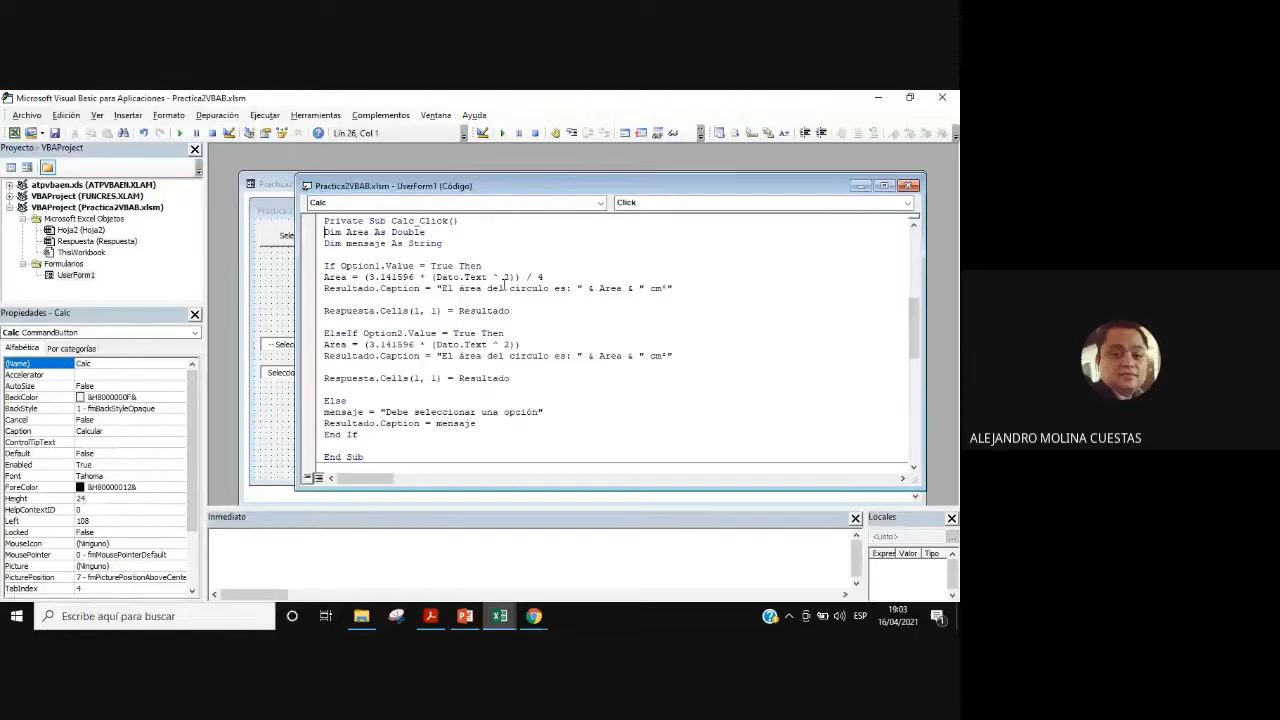 Microsoft Visual Basic para Aplicaciones - Practica2VBAB.xlsm
Archivo Edición Ver Insertar Formato Depuración Ejecutar Herramientas Complementos Ventana Ayuda
Lín 26, Col 1
Proyecto - VBAProject
atpvbaen.xls (ATPVBAEN.XLAM)
VBAProject (FUNCRES.XLAM)
VBAProject (Practica2VBAB.xlsm)
Microsoft Excel Objetos
Hoja2 (Hoja2)
Respuesta (Respuesta)
ThisWorkbook
Formularios
UserForm1
Propiedades - Calc
Calc CommandButton
Alfabética Por categorías
(Name) Calc
Accelerator
AutoSize False
BackColor &H8000000F&
BackStyle 1 - fmBackStyleOpaque
Cancel False
Caption Calcular
ControlTipText
Default False
Enabled True
Font Tahoma
ForeColor &H80000012&
Height 24
HelpContextID 0
Left 108
Locked False
MouseIcon (Ninguno)
MousePointer 0 - fmMousePointerDefault
Picture (Ninguno)
PicturePosition 7 - fmPicturePositionAboveCente
TabIndex 4
Practica2VBAB.xlsm - UserForm1 (Código)
Calc Click
Private Sub Calc_Click()
Dim Area As Double
Dim mensaje As String
If Option1.Value = True Then
Area = (3.141596 * (Dato.Text ^ 2)) / 4
Resultado.Caption = "El área del circulo es: " & Area & " cm²"
Respuesta.Cells(1, 1) = Resultado
ElseIf Option2.Value = True Then
Area = (3.141596 * (Dato.Text ^ 2))
Resultado.Caption = "El área del circulo es: " & Area & " cm²"
Respuesta.Cells(1, 1) = Resultado
Else
mensaje = "Debe seleccionar una opción"
Resultado.Caption = mensaje
End If
End Sub
Inmediato
Locales
<Listo>
Expres Valor Tipo
Escribe aquí para buscar
ESP
19:03
16/04/2021
ALEJANDRO MOLINA CUESTAS